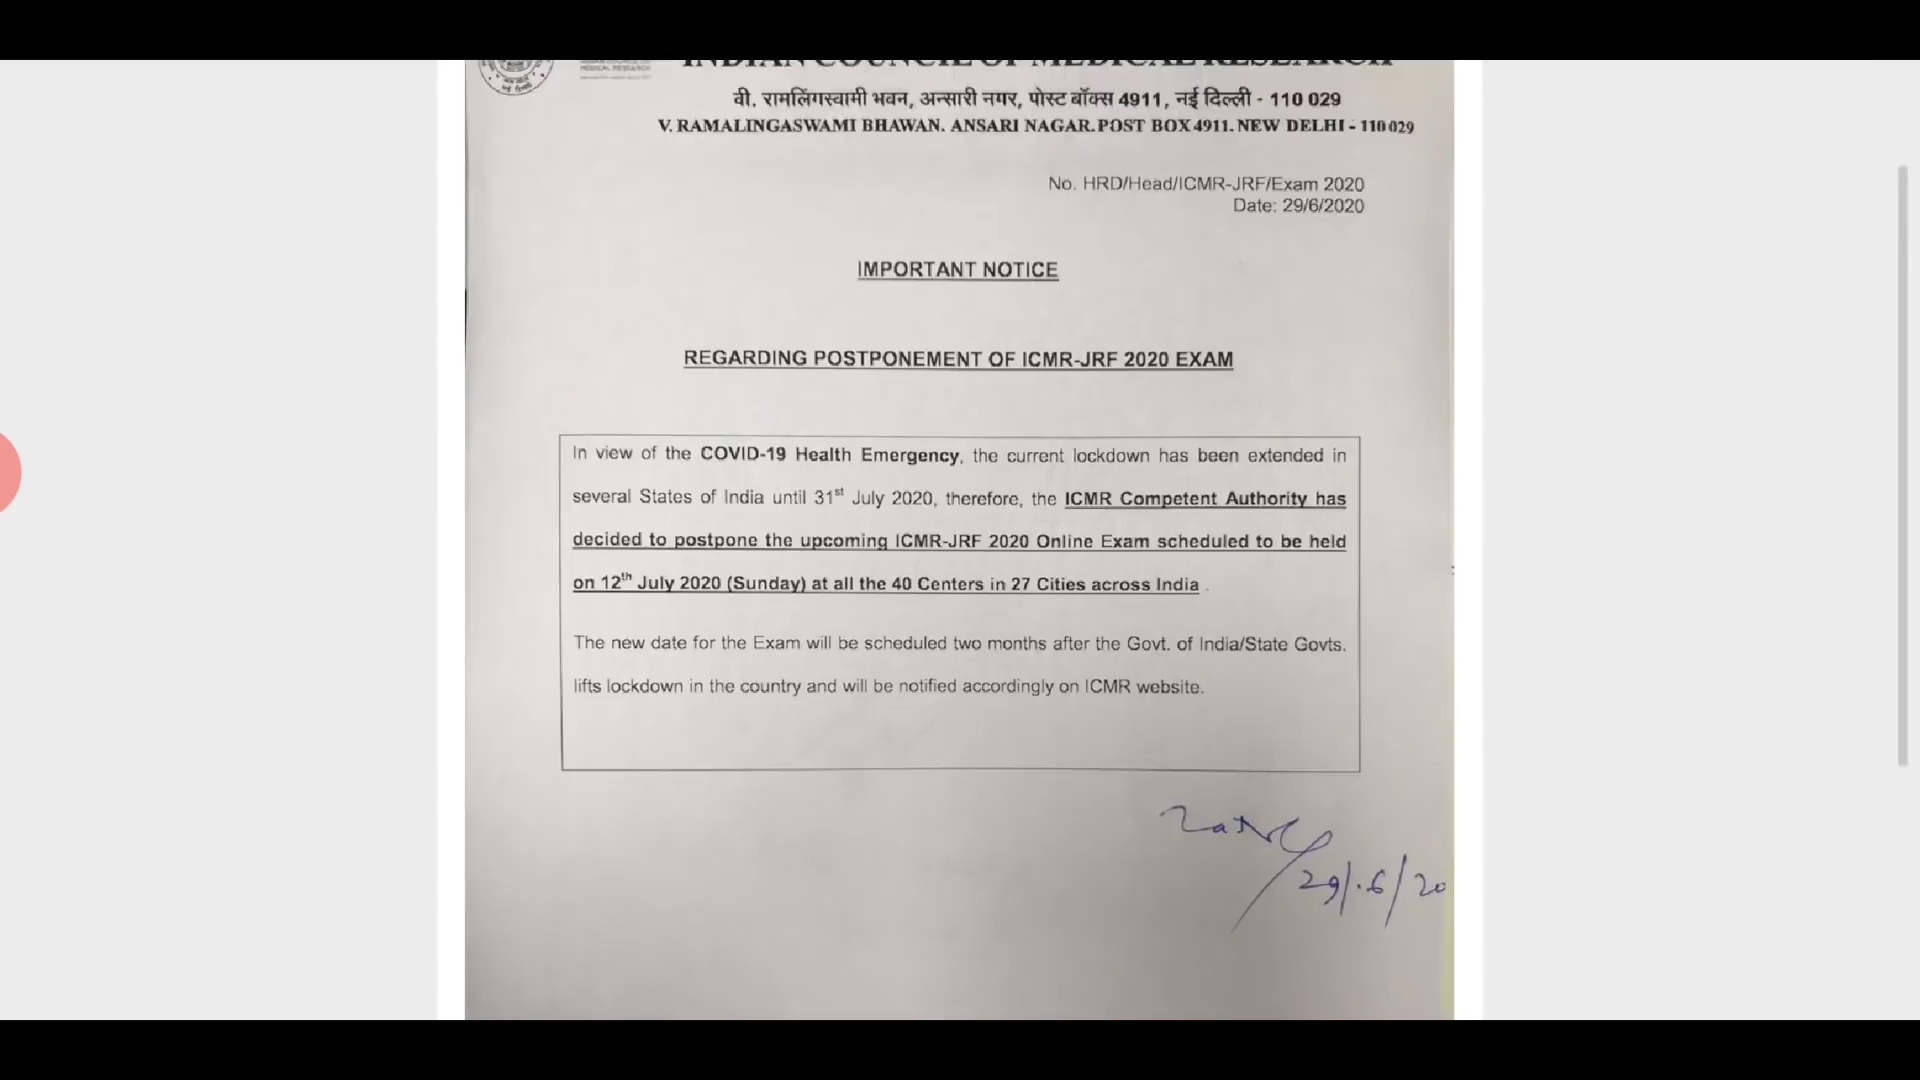 INDIAN COUNCIL OF MEDICAL RESEARCH
वी. रामलिंगस्वामी भवन, अन्सारी नगर, पोस्ट बॉक्स 4911, नई दिल्ली - 110 029
V. RAMALINGASWAMI BHAWAN. ANSARI NAGAR. POST BOX 4911. NEW DELHI - 110 029
No. HRD/Head/ICMR-JRF/Exam 2020
Date: 29/6/2020
IMPORTANT NOTICE
REGARDING POSTPONEMENT OF ICMR-JRF 2020 EXAM
In view of the COVID-19 Health Emergency, the current lockdown has been extended in
several States of India until 31st July 2020, therefore, the ICMR Competent Authority has
decided to postpone the upcoming ICMR-JRF 2020 Online Exam scheduled to be held
on 12th July 2020 (Sunday) at all the 40 Centers in 27 Cities across India .
The new date for the Exam will be scheduled two months after the Govt. of India/State Govts.
lifts lockdown in the country and will be notified accordingly on ICMR website.
29/.6/20